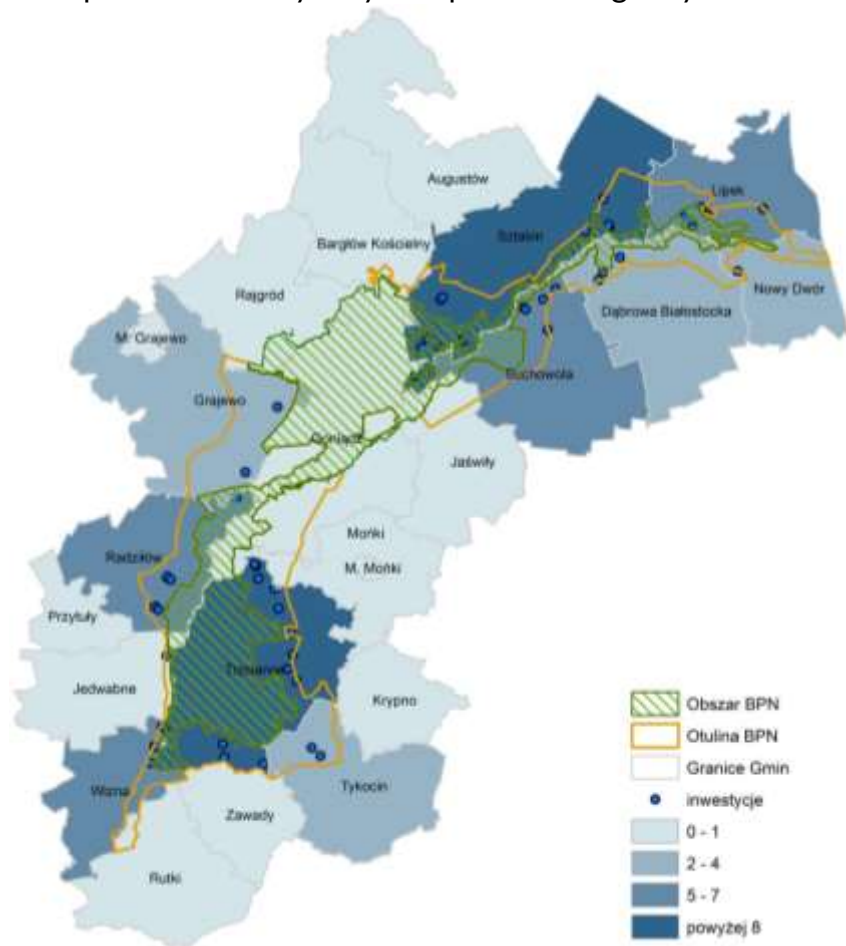 Augustów
Lipsk
Bargłów Kościelny
Sztabin
Rajgród
Nowy Dwór
Dąbrowa Białostocka
M. Grajewo
Suchowola
Grajewo
Goniądz
Jaświły
Mońki
Radziłów
M. Mońki
Przytuły
Trzcianne
Jedwabne
Krypno
Obszar BPN
Otulina BPN
Granice Gmin
Wizna
Tykocin
inwestycje
Zawady
0 - 1
2 - 4
Rutki
5 - 7
powyżej 8